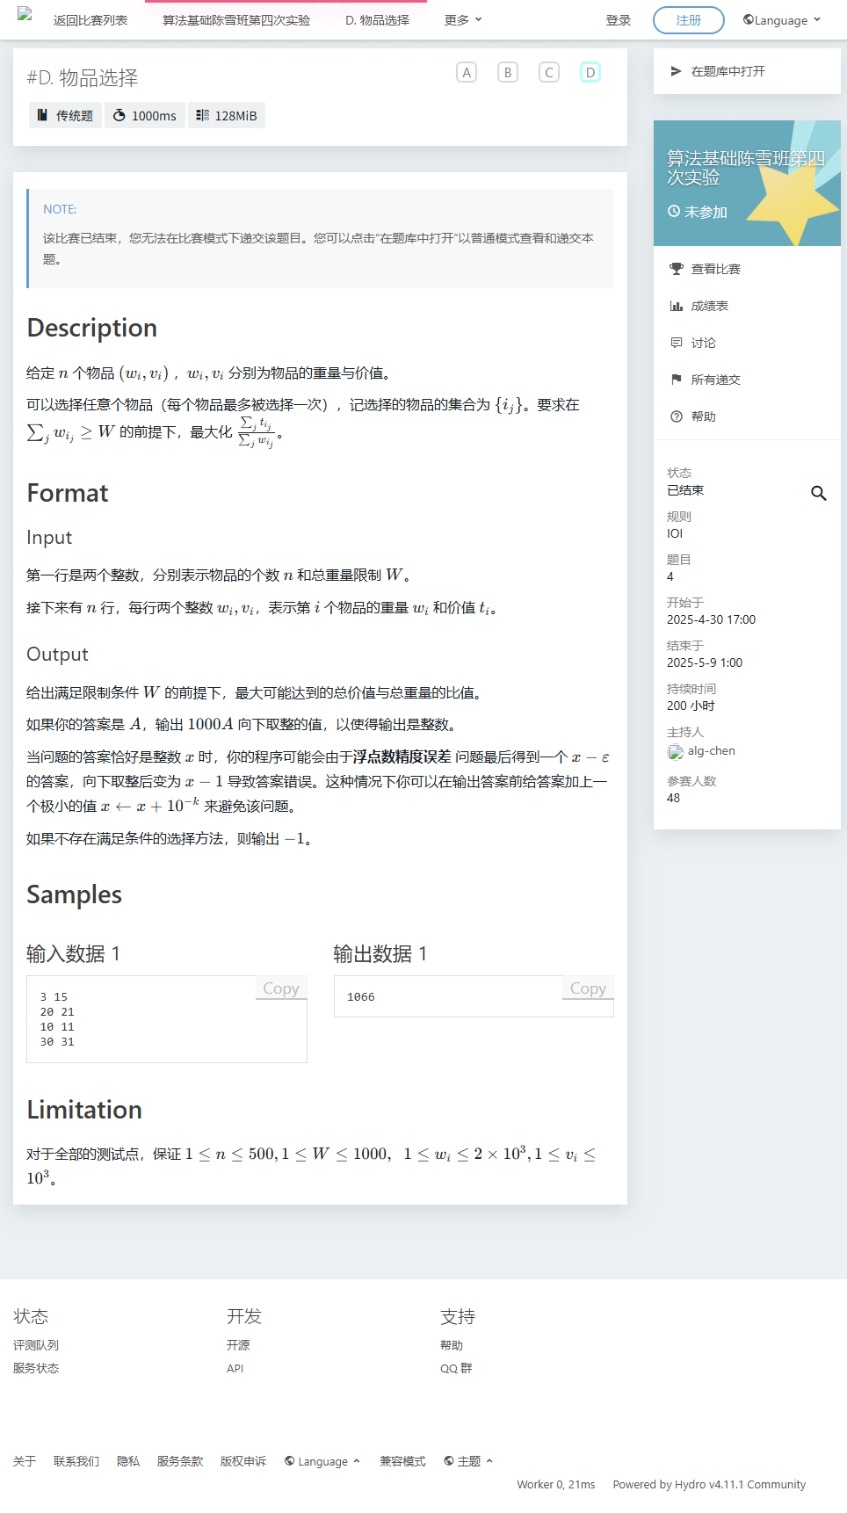 返回比赛列表 算法基础陈雪班第四次实验 D. 物品选择 更多 登录 注册 Language
#D. 物品选择
A B C D
传统题 1000ms 128MiB
NOTE:
该比赛已结束，您无法在比赛模式下递交该题目。您可以点击“在题库中打开”以普通模式查看和递交本
题。
Description
给定 n 个物品 (w_i, v_i) ，w_i, v_i 分别为物品的重量与价值。
可以选择任意个物品（每个物品最多被选择一次），记选择的物品的集合为 {i_j}。要求在
∑_j w_{i_j} ≥ W 的前提下，最大化 \frac{∑_j t_{i_j}}{∑_j w_{i_j}}。
Format
Input
第一行是两个整数，分别表示物品的个数 n 和总重量限制 W。
接下来有 n 行，每行两个整数 w_i, v_i，表示第 i 个物品的重量 w_i 和价值 t_i。
Output
给出满足限制条件 W 的前提下，最大可能达到的总价值与总重量的比值。
如果你的答案是 A，输出 1000A 向下取整的值，以使得输出是整数。
当问题的答案恰好是整数 x 时，你的程序可能会由于浮点数精度误差 问题最后得到一个 x − ε
的答案，向下取整后变为 x − 1 导致答案错误。这种情况下你可以在输出答案前给答案加上一
个极小的值 x ← x + 10^{−k} 来避免该问题。
如果不存在满足条件的选择方法，则输出 −1。
Samples
输入数据 1
Copy
3 15
20 21
10 11
30 31
输出数据 1
Copy
1066
Limitation
对于全部的测试点，保证 1 ≤ n ≤ 500, 1 ≤ W ≤ 1000， 1 ≤ w_i ≤ 2 × 10^3, 1 ≤ v_i ≤
10^3。
在题库中打开
算法基础陈雪班第四
次实验
未参加
查看比赛
成绩表
讨论
所有递交
帮助
状态
已结束
规则
IOI
题目
4
开始于
2025-4-30 17:00
结束于
2025-5-9 1:00
持续时间
200 小时
主持人
alg-chen
参赛人数
48
状态
评测队列
服务状态
开发
开源
API
支持
帮助
QQ 群
关于 联系我们 隐私 服务条款 版权申诉 Language 兼容模式 主题
Worker 0, 21ms Powered by Hydro v4.11.1 Community